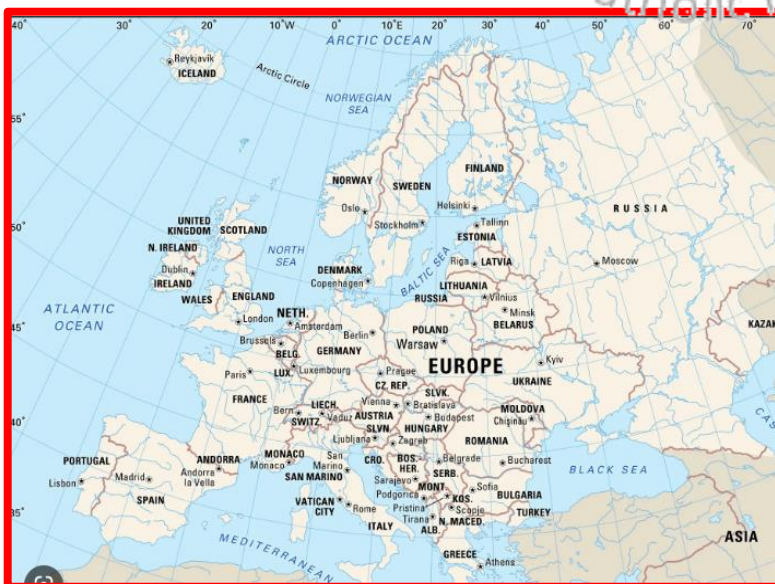 40°
30°
20°
10°W
0°
10°E
20°
30°
40°
50°
60°
70°
ARCTIC OCEAN
Reykjavik
ICELAND
Arctic Circle
NORWEGIAN
SEA
55°
FINLAND
NORWAY
SWEDEN
Helsinki
RUSSIA
Oslo
Stockholm
Tallinn
ESTONIA
50°
UNITED
KINGDOM
SCOTLAND
N. IRELAND
NORTH
SEA
Dublin
IRELAND
DENMARK
Copenhagen
BALTIC SEA
Riga
LATVIA
Moscow
WALES
ENGLAND
LITHUANIA
Vilnius
RUSSIA
Minsk
BELARUS
ATLANTIC
OCEAN
London
NETH.
Amsterdam
Berlin
POLAND
Warsaw
KAZAK
45°
Brussels
BELG.
GERMANY
EUROPE
Kyiv
Paris
LUX.
Luxembourg
Prague
CZ. REP.
UKRAINE
FRANCE
SLVK.
Vienna
Bratislava
LIECH.
Bern
Vaduz
SWITZ.
AUSTRIA
Budapest
HUNGARY
MOLDOVA
Chișinău
40°
SLVN.
Ljubljana
Zagreb
ROMANIA
PORTUGAL
ANDORRA
MONACO
Monaco
San
Marino
SAN MARINO
CRO.
BOS.
HER.
Belgrade
SERB.
Bucharest
BLACK SEA
CAS
Lisbon
Madrid
Andorra
la Vella
Sarajevo
MONT.
Sofia
SPAIN
VATICAN
CITY
Rome
Podgorica
KOS.
BULGARIA
35°
Pristina
Scopje
ITALY
Tirana
ALB.
N. MACED.
TURKEY
ASIA
MEDITERRANEAN
GREECE
Athens